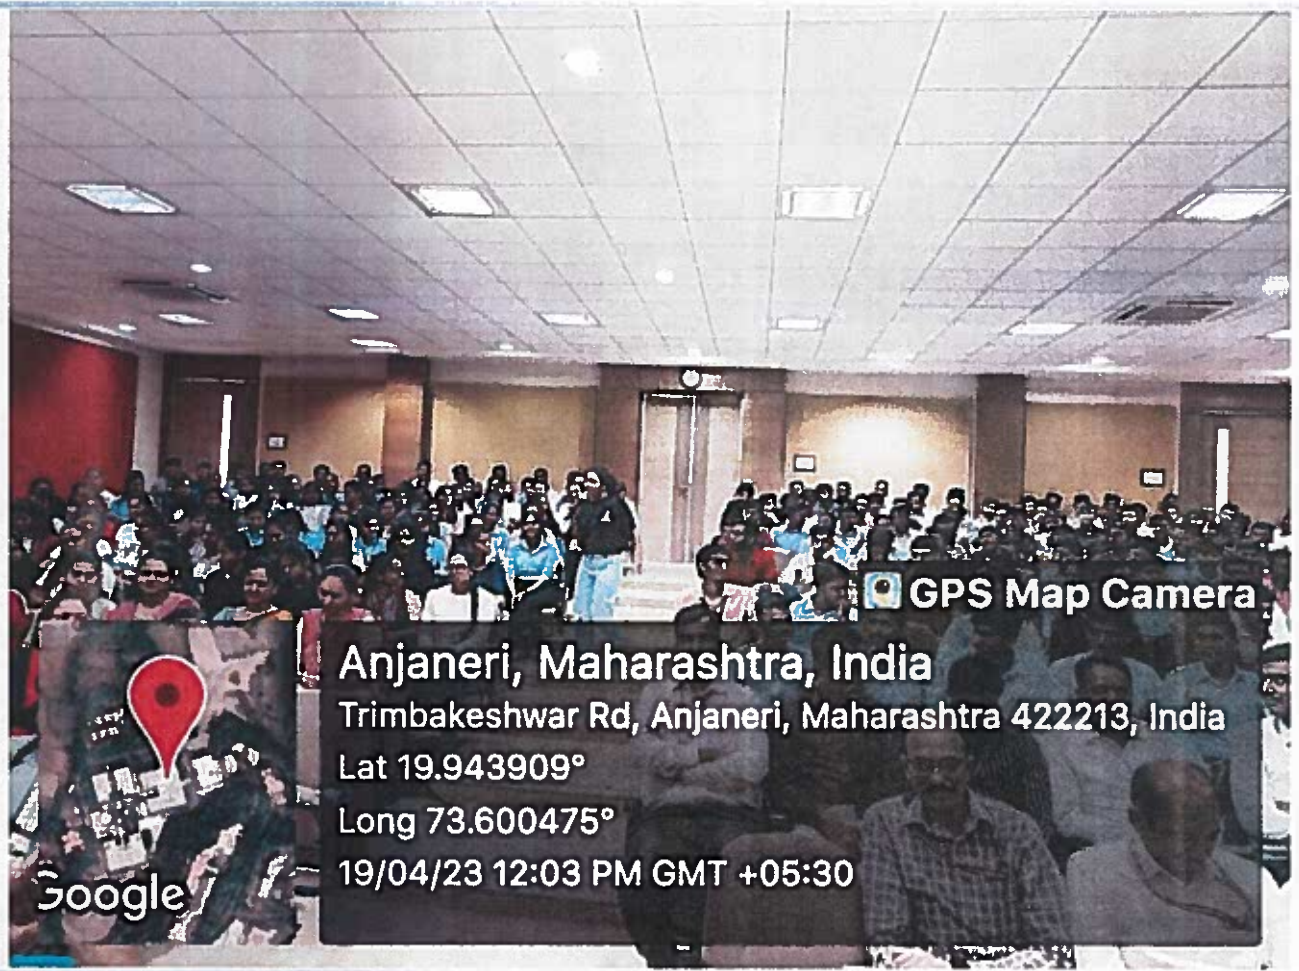 GPS Map Camera
Anjaneri, Maharashtra, India
Trimbakeshwar Rd, Anjaneri, Maharashtra 422213, India
Lat 19.943909°
Long 73.600475°
19/04/23 12:03 PM GMT +05:30
Google